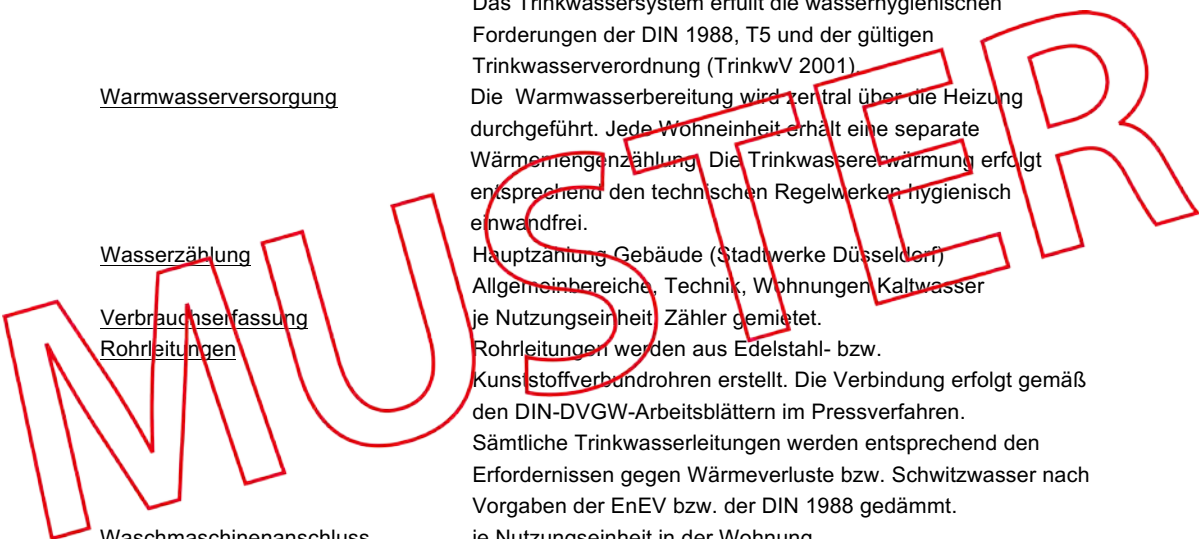 Das Trinkwassersystem erfüllt die wasserhygienischen
Forderungen der DIN 1988, T5 und der gültigen
Trinkwasserverordnung (TrinkwV 2001).
Warmwasserversorgung Die Warmwasserbereitung wird zentral über die Heizung
durchgeführt. Jede Wohneinheit erhält eine separate
Wärmemengenzählung. Die Trinkwassererwärmung erfolgt
entsprechend den technischen Regelwerken hygienisch
einwandfrei.
Wasserzählung Hauptzählung Gebäude (Stadtwerke Düsseldorf)
Allgemeinbereiche, Technik, Wohnungen Kaltwasser
Verbrauchserfassung je Nutzungseinheit, Zähler gemietet.
Rohrleitungen Rohrleitungen werden aus Edelstahl- bzw.
Kunststoffverbundrohren erstellt. Die Verbindung erfolgt gemäß
den DIN-DVGW-Arbeitsblättern im Pressverfahren.
Sämtliche Trinkwasserleitungen werden entsprechend den
Erfordernissen gegen Wärmeverluste bzw. Schwitzwasser nach
Vorgaben der EnEV bzw. der DIN 1988 gedämmt.
Waschmaschinenanschluss je Nutzungseinheit in der Wohnung
MUSTER